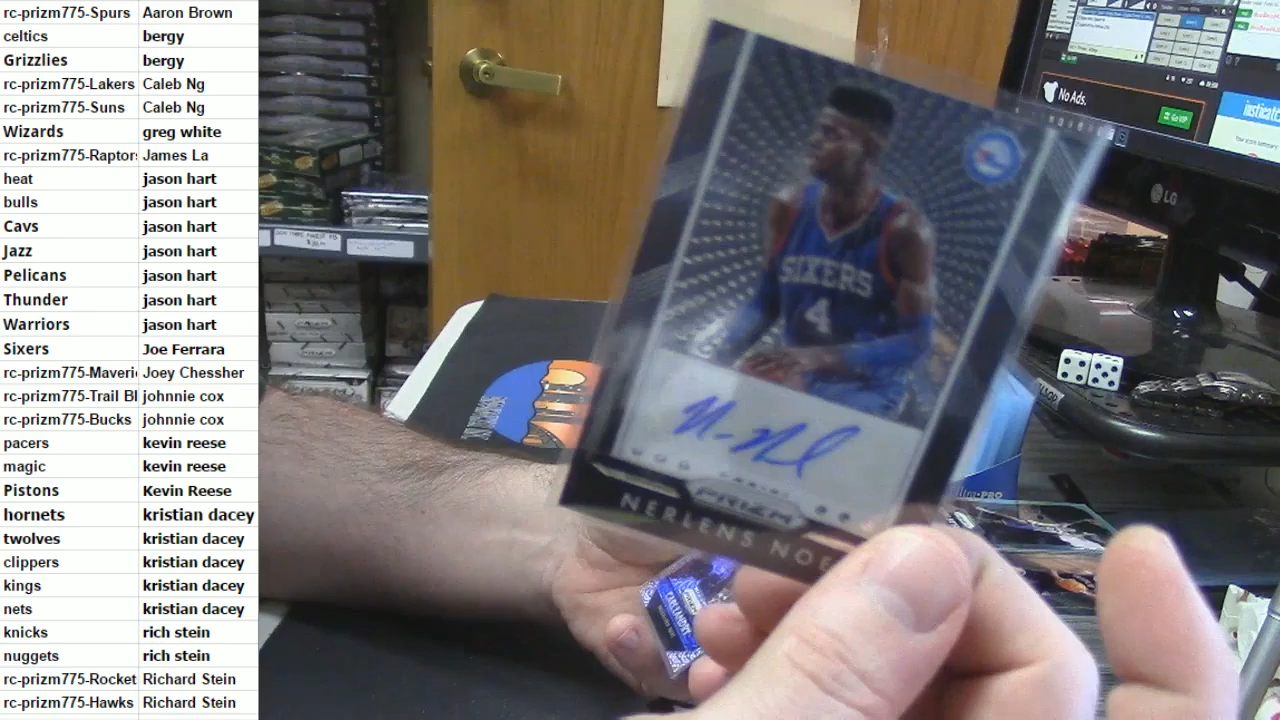 rc-prizm775-Spurs Aaron Brown
celtics bergy
Grizzlies bergy
rc-prizm775-Lakers Caleb Ng
rc-prizm775-Suns Caleb Ng
Wizards greg white
rc-prizm775-Raptors James La
heat jason hart
bulls jason hart
Cavs jason hart
Jazz jason hart
Pelicans jason hart
Thunder jason hart
Warriors jason hart
Sixers Joe Ferrara
rc-prizm775-Maveri Joey Chessher
rc-prizm775-Trail Bl johnnie cox
rc-prizm775-Bucks johnnie cox
pacers kevin reese
magic kevin reese
Pistons Kevin Reese
hornets kristian dacey
twolves kristian dacey
clippers kristian dacey
kings kristian dacey
nets kristian dacey
knicks rich stein
nuggets rich stein
rc-prizm775-Rocket Richard Stein
rc-prizm775-Hawks Richard Stein
SIXERS
4
PRIZM
NERLENS NOE
No Ads.
Go VIP
insticat
LG
CARL LANDRY